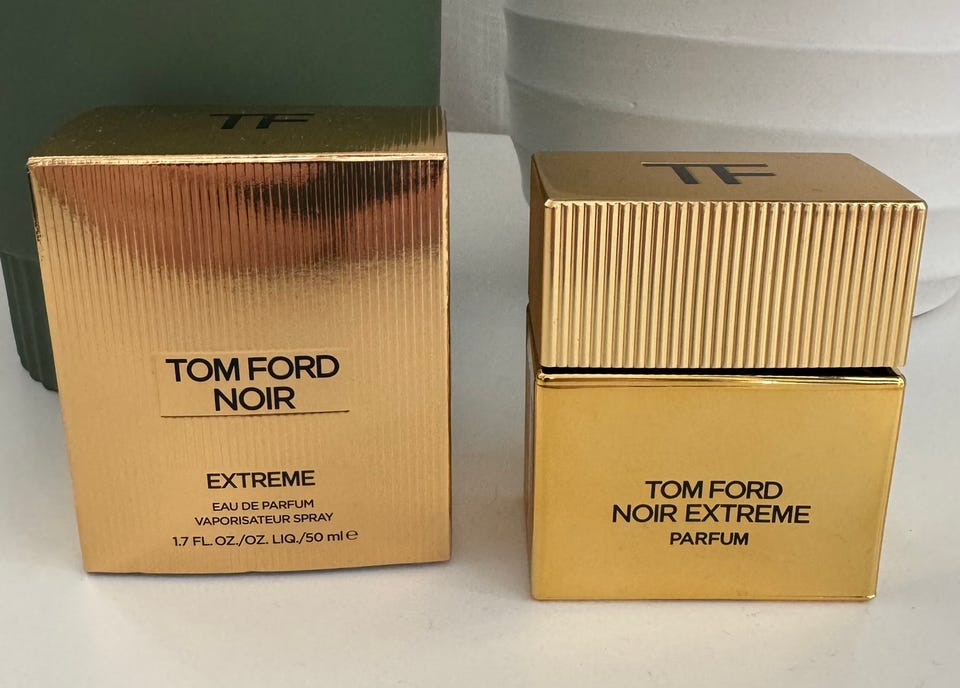 TF
TOM FORD
NOIR
EXTREME
EAU DE PARFUM
VAPORISATEUR SPRAY
1.7 FL. OZ./OZ. LIQ./50 ml e
TF
TOM FORD
NOIR EXTREME
PARFUM